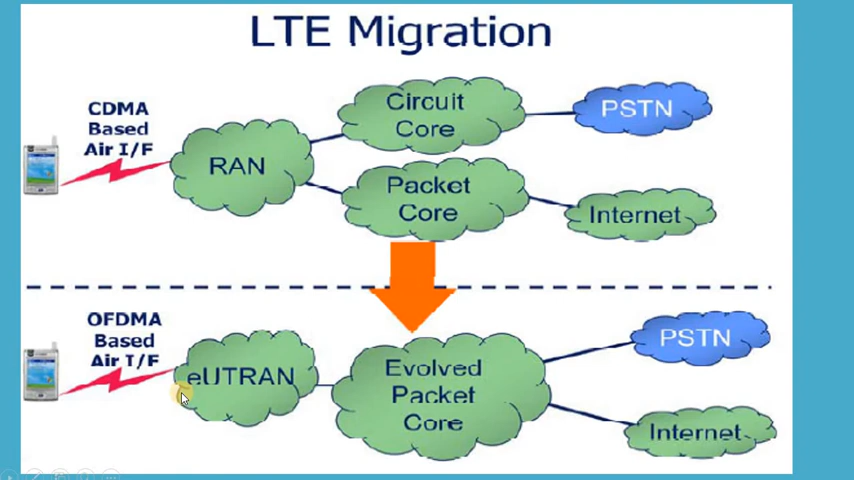 LTE Migration
CDMA
Based
Air I/F
RAN
Circuit
Core
PSTN
Packet
Core
Internet
OFDMA
Based
Air I/F
eUTRAN
Evolved
Packet
Core
PSTN
Internet